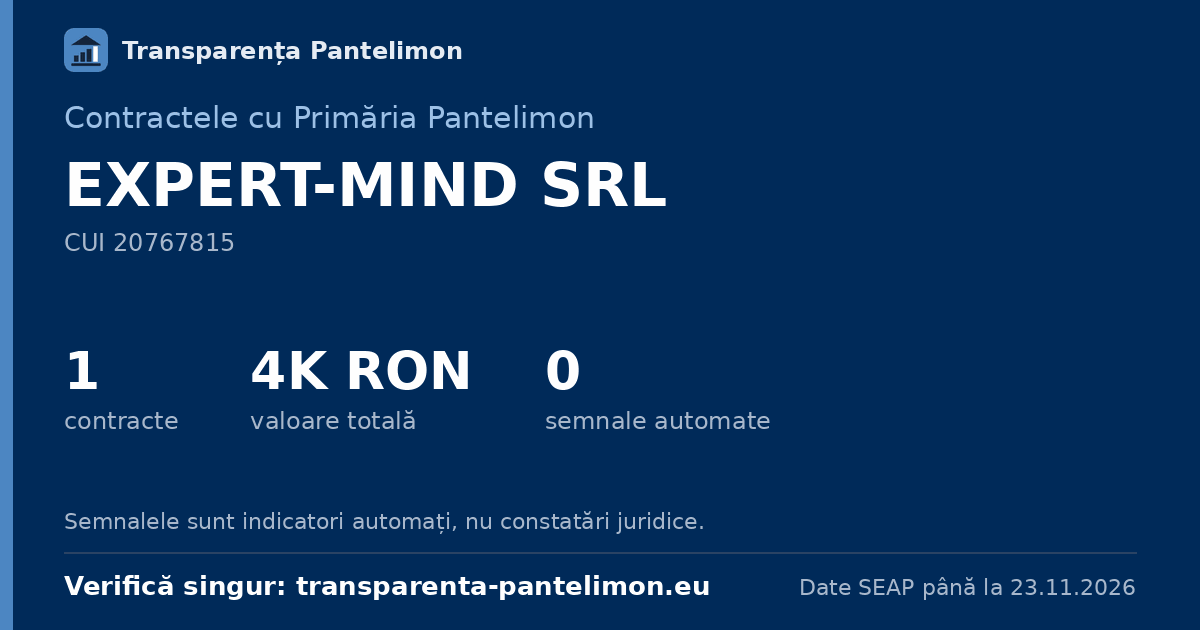 Transparența Pantelimon
Contractele cu Primăria Pantelimon
EXPERT-MIND SRL
CUI 20767815
1
contracte
4K RON
valoare totală
0
semnale automate
Semnalele sunt indicatori automați, nu constatări juridice.
Verifică singur: transparenta-pantelimon.eu
Date SEAP până la 23.11.2026